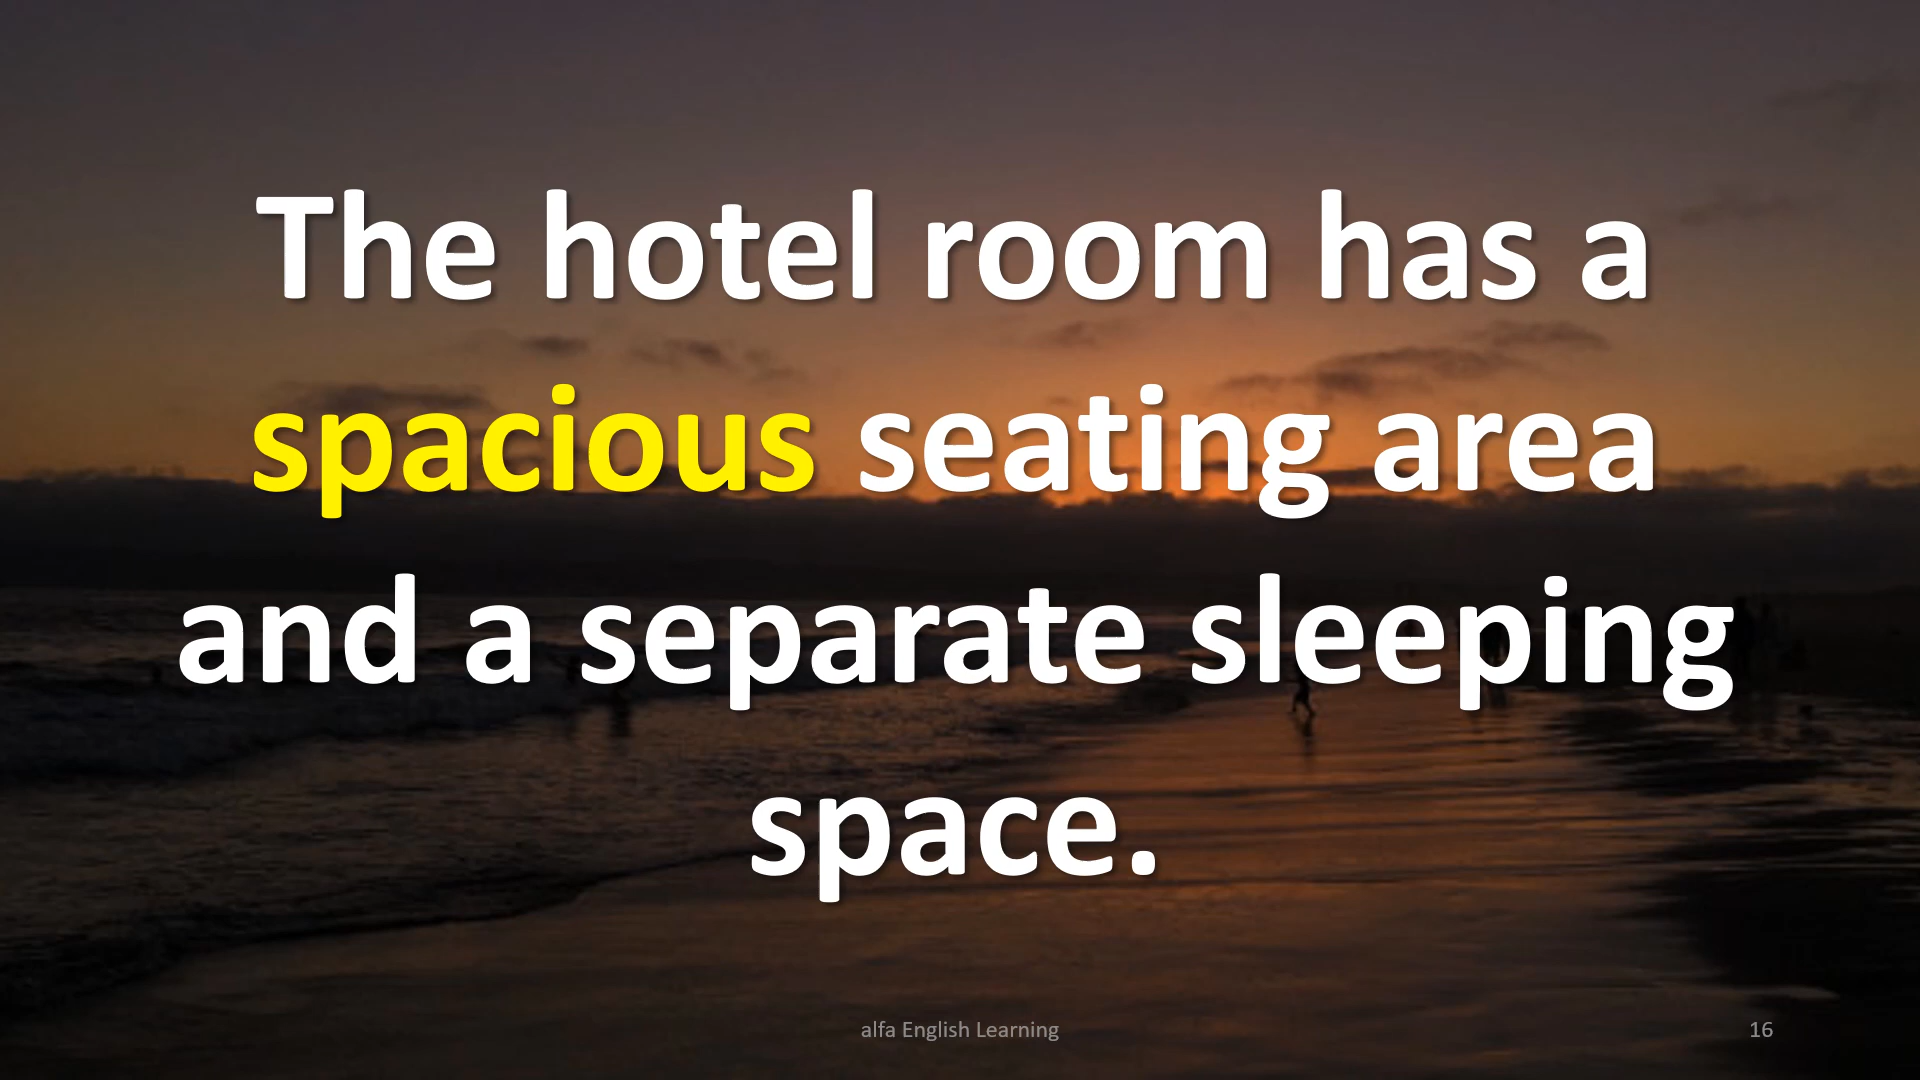 The hotel room has a
spacious seating area
and a separate sleeping
space.
alfa English Learning
16